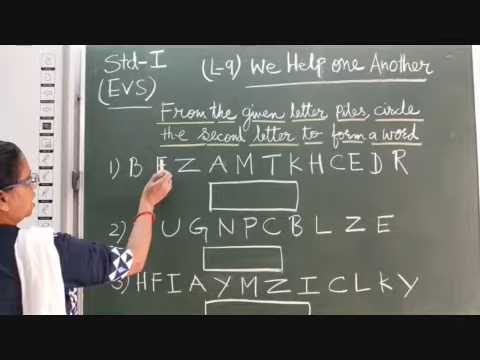 Std-I
(L-9) We Help one Another
(EVS)
From the given letter piles, circle
the second letter to form a word
1) B F Z A M T K H C E D R
2) U G N P C B L Z E
3) H F I A Y M Z I C L K Y